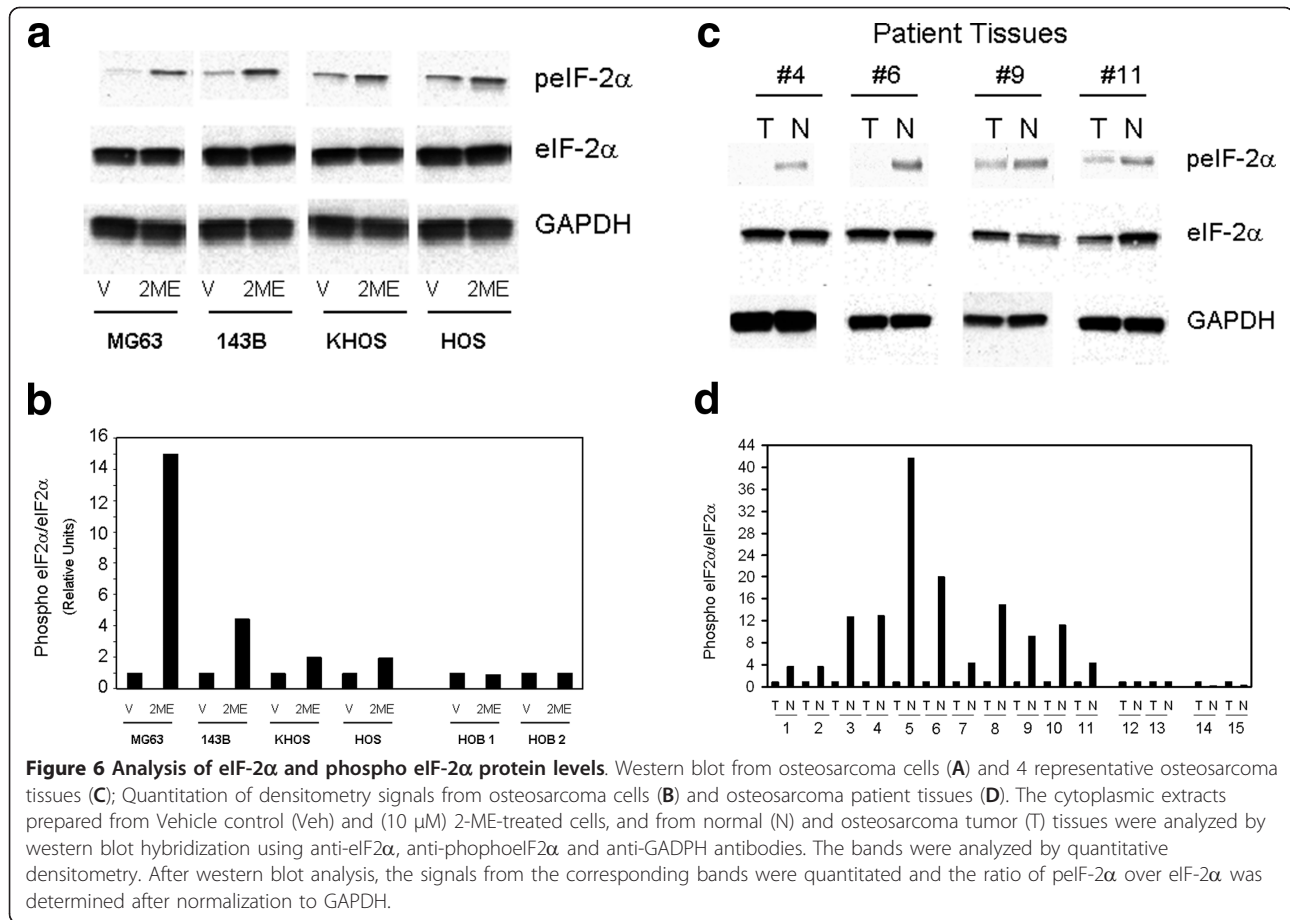 a
peIF-2α
eIF-2α
GAPDH
V 2ME V 2ME V 2ME V 2ME
MG63 143B KHOS HOS
c
Patient Tissues
#4 #6 #9 #11
T N T N T N T N
peIF-2α
eIF-2α
GAPDH
b
Phospho eIF2α/eIF2α
(Relative Units)
16
14
12
10
8
6
4
2
0
V 2ME V 2ME V 2ME V 2ME V 2ME V 2ME
MG63 143B KHOS HOS HOB 1 HOB 2
d
Phospho eIF2α/eIF2α
44
40
36
32
28
24
20
16
12
8
4
0
T N T N T N T N T N T N T N T N T N T N T N T N T N T N T N
1 2 3 4 5 6 7 8 9 10 11 12 13 14 15
Figure 6 Analysis of eIF-2α and phospho eIF-2α protein levels. Western blot from osteosarcoma cells (A) and 4 representative osteosarcoma
tissues (C); Quantitation of densitometry signals from osteosarcoma cells (B) and osteosarcoma patient tissues (D). The cytoplasmic extracts
prepared from Vehicle control (Veh) and (10 μM) 2-ME-treated cells, and from normal (N) and osteosarcoma tumor (T) tissues were analyzed by
western blot hybridization using anti-eIF2α, anti-phophoeIF2α and anti-GADPH antibodies. The bands were analyzed by quantitative
densitometry. After western blot analysis, the signals from the corresponding bands were quantitated and the ratio of peIF-2α over eIF-2α was
determined after normalization to GAPDH.